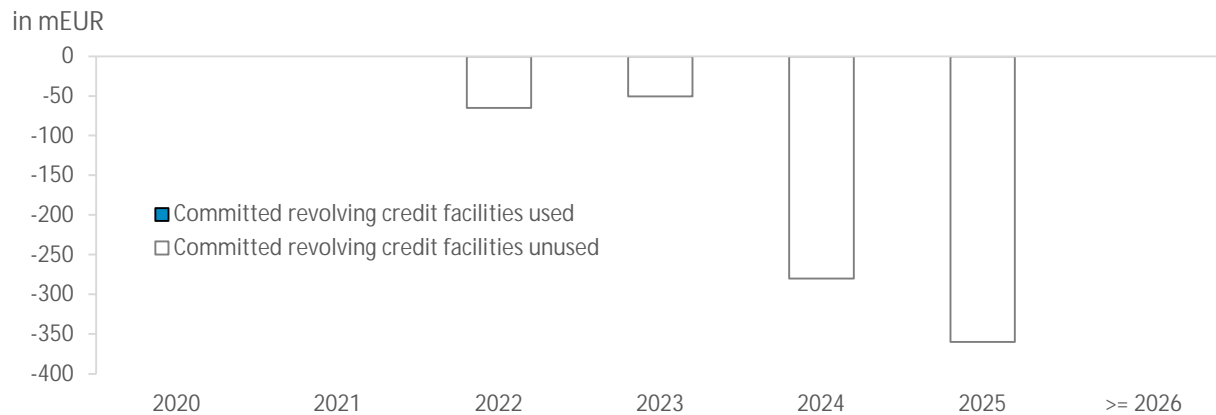 in mEUR
0
-50
-100
-150
-200
-250
-300
-350
-400
Committed revolving credit facilities used
Committed revolving credit facilities unused
2020 2021 2022 2023 2024 2025 >= 2026